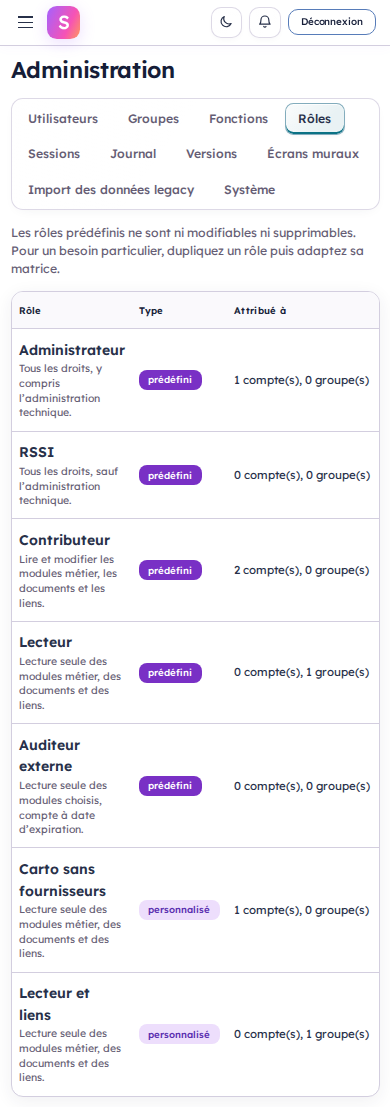 S
Déconnexion
Administration
Utilisateurs Groupes Fonctions Rôles
Sessions Journal Versions Écrans muraux
Import des données legacy Système
Les rôles prédéfinis ne sont ni modifiables ni supprimables.
Pour un besoin particulier, dupliquez un rôle puis adaptez sa
matrice.
Rôle Type Attribué à
Administrateur
Tous les droits, y
compris
l’administration
technique.
prédéfini
1 compte(s), 0 groupe(s)
RSSI
Tous les droits, sauf
l’administration
technique.
prédéfini
0 compte(s), 0 groupe(s)
Contributeur
Lire et modifier les
modules métier, les
documents et les
liens.
prédéfini
2 compte(s), 0 groupe(s)
Lecteur
Lecture seule des
modules métier, des
documents et des
liens.
prédéfini
0 compte(s), 1 groupe(s)
Auditeur
externe
Lecture seule des
modules choisis,
compte à date
d’expiration.
prédéfini
0 compte(s), 0 groupe(s)
Carto sans
fournisseurs
Lecture seule des
modules métier, des
documents et des
liens.
personnalisé
1 compte(s), 0 groupe(s)
Lecteur et
liens
Lecture seule des
modules métier, des
documents et des
liens.
personnalisé
0 compte(s), 1 groupe(s)